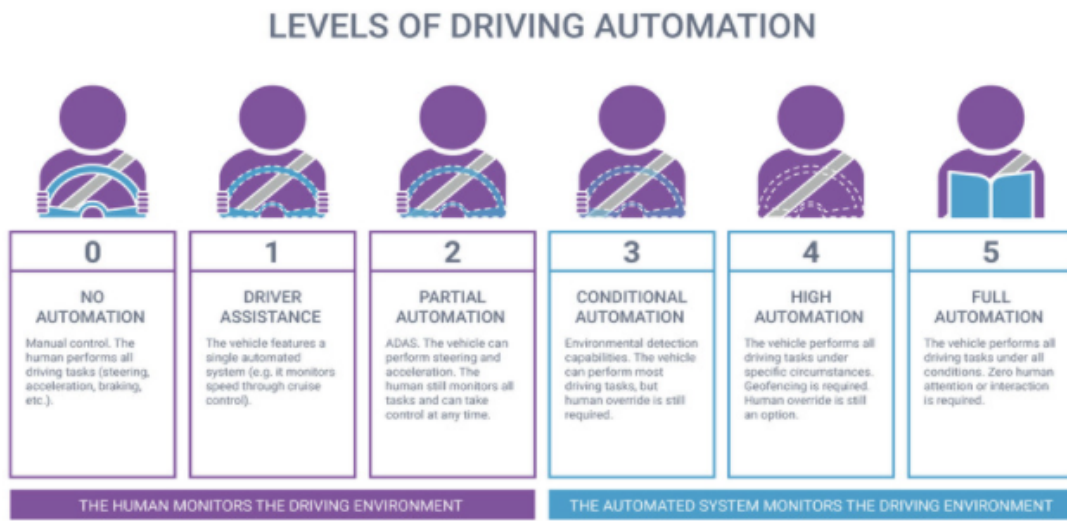 LEVELS OF DRIVING AUTOMATION
0
NO
AUTOMATION
Manual control. The
human performs all
driving tasks (steering,
acceleration, braking,
etc.).
1
DRIVER
ASSISTANCE
The vehicle features a
single automated
system (e.g. it monitors
speed through cruise
control).
2
PARTIAL
AUTOMATION
ADAS. The vehicle can
perform steering and
acceleration. The
human still monitors all
tasks and can take
control at any time.
3
CONDITIONAL
AUTOMATION
Environmental detection
capabilities. The vehicle
can perform most
driving tasks, but
human override is still
required.
4
HIGH
AUTOMATION
The vehicle performs all
driving tasks under
specific circumstances.
Geofencing is required.
Human override is still
an option.
5
FULL
AUTOMATION
The vehicle performs all
driving tasks under all
conditions. Zero human
attention or interaction
is required.
THE HUMAN MONITORS THE DRIVING ENVIRONMENT
THE AUTOMATED SYSTEM MONITORS THE DRIVING ENVIRONMENT